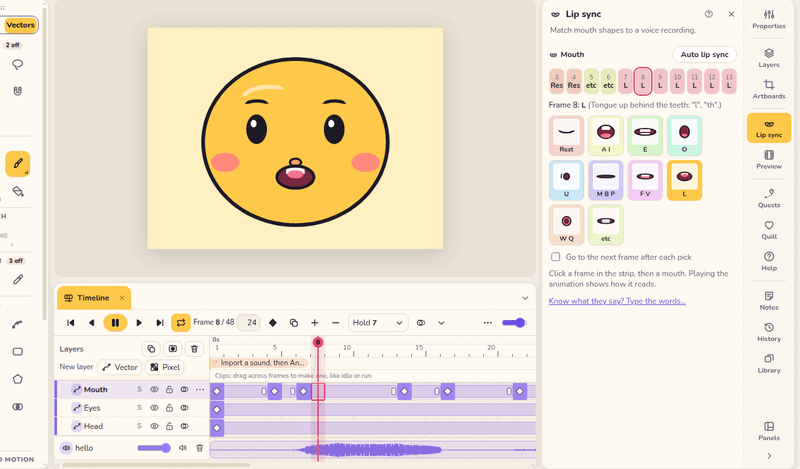 Vectors
2 off
3 off
D MOTION
Timeline
Frame 8 / 48
24
Hold 7
Layers
New layer
Vector
Pixel
0s
1
5
8
10
15
20
Import a sound, then An...
Clips: drag across frames to make one, like idle or run
Mouth
S
Eyes
S
Head
S
hello
Lip sync
Match mouth shapes to a voice recording.
Mouth
Auto lip sync
3 4 5 6 7 8 9 10 11 12 13
Res Res etc etc L L L L L L L
Frame 8: L (Tongue up behind the teeth: "l", "th".)
Rest
A I
E
O
U
M B P
F V
L
W Q
etc
Go to the next frame after each pick
Click a frame in the strip, then a mouth. Playing the
animation shows how it reads.
Know what they say? Type the words...
Properties
Layers
Artboards
Lip sync
Preview
Quests
Quill
Help
Notes
History
Library
Panels